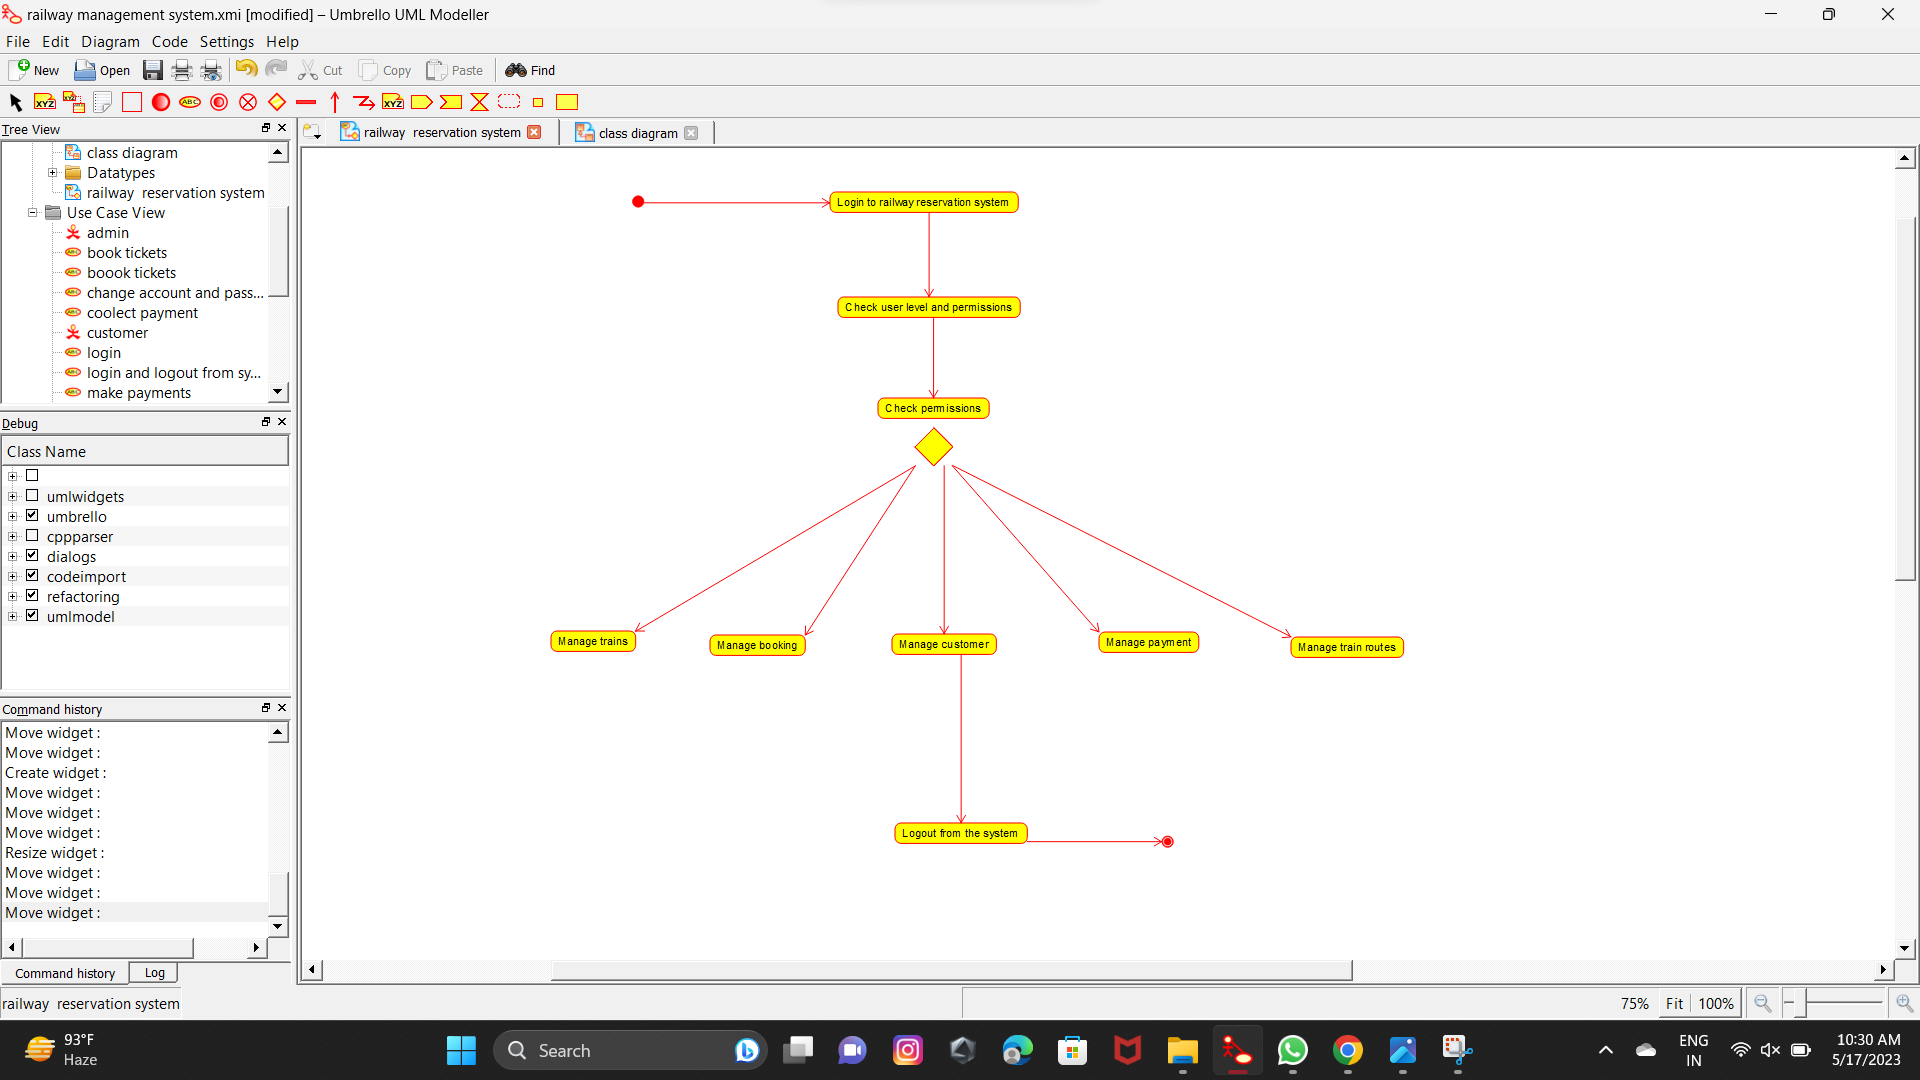 railway management system.xmi [modified] – Umbrello UML Modeller
File Edit Diagram Code Settings Help
New Open Cut Copy Paste Find
XYZ ABC XYZ
Tree View
class diagram
Datatypes
railway reservation system
Use Case View
admin
book tickets
boook tickets
change account and pass...
coolect payment
customer
login
login and logout from sy...
make payments
Debug
Class Name
umlwidgets
umbrello
cppparser
dialogs
codeimport
refactoring
umlmodel
Command history
Move widget :
Move widget :
Create widget :
Move widget :
Move widget :
Move widget :
Resize widget :
Move widget :
Move widget :
Move widget :
Command history Log
railway reservation system class diagram
Login to railway reservation system
Check user level and permissions
Check permissions
Manage trains
Manage booking
Manage customer
Manage payment
Manage train routes
Logout from the system
railway reservation system
75% Fit 100%
93°F
Haze
Search
ENG
IN
10:30 AM
5/17/2023